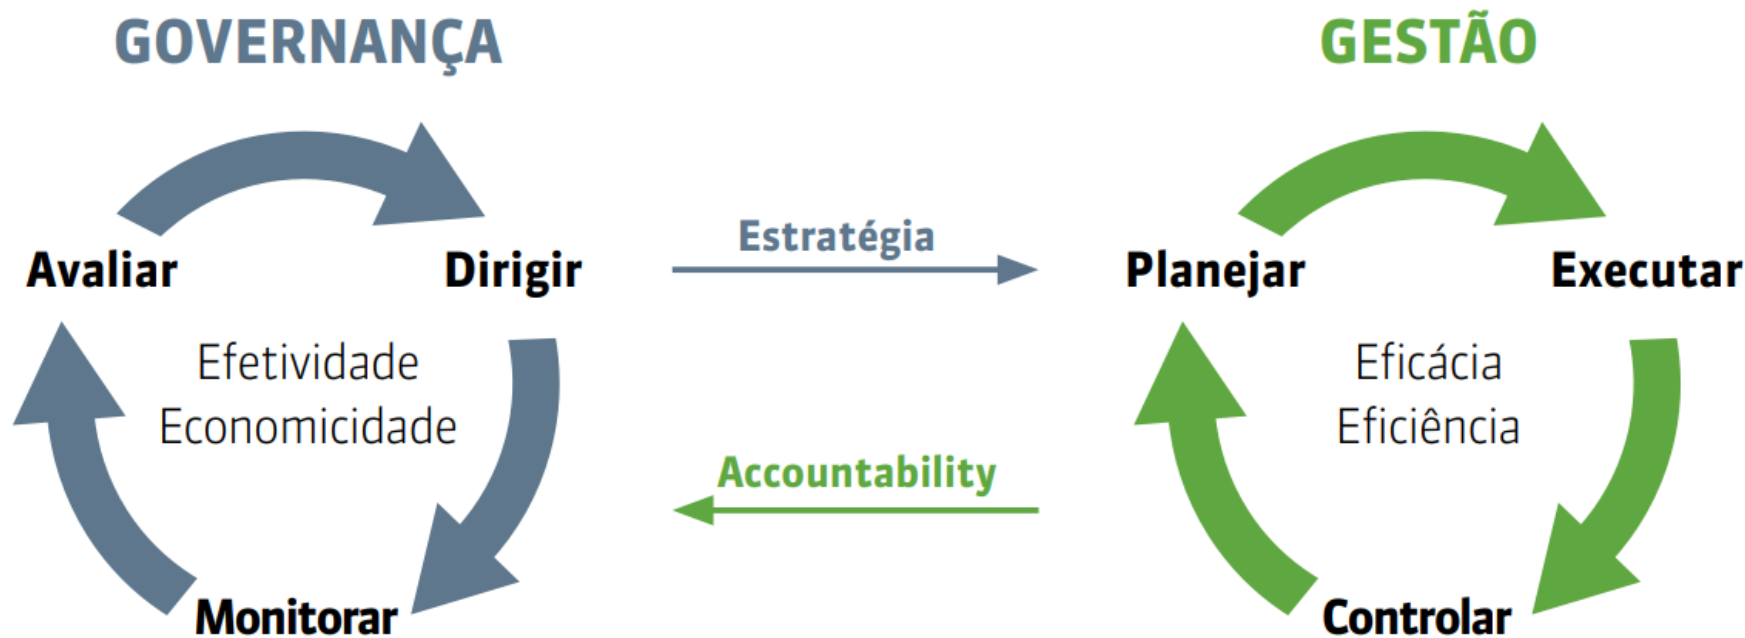 GOVERNANÇA
GESTÃO
Avaliar
Dirigir
Estratégia
Planejar
Executar
Efetividade
Economicidade
Eficácia
Eficiência
Accountability
Monitorar
Controlar